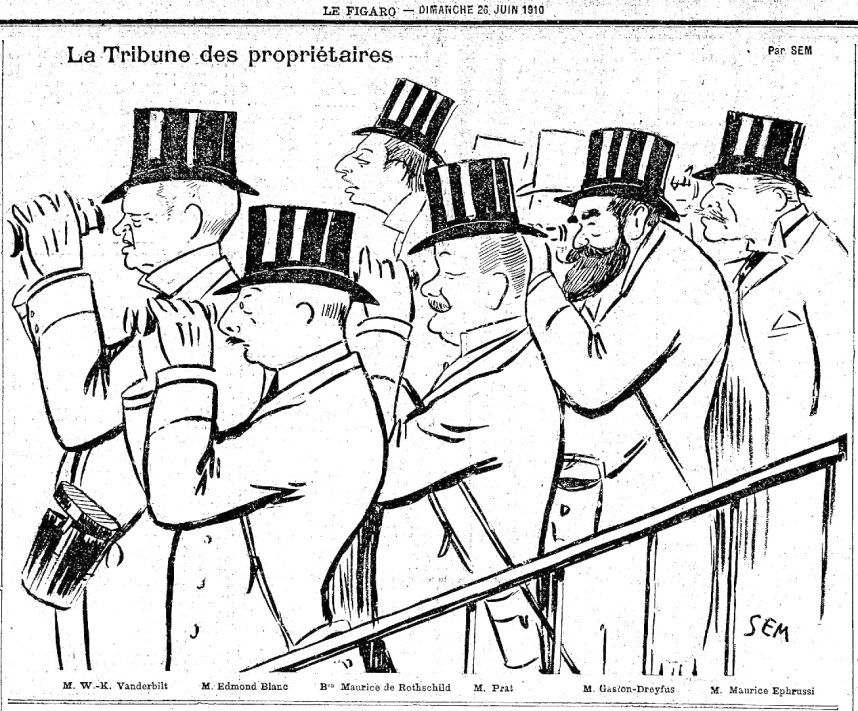 LE FIGARO — DIMANCHE 26 JUIN 1910
La Tribune des propriétaires
Par SEM
SEM
M. W.-K. Vanderbilt M. Edmond Blanc Bon Maurice de Rothschild M. Prat M. Gaston-Dreyfus M. Maurice Ephrussi